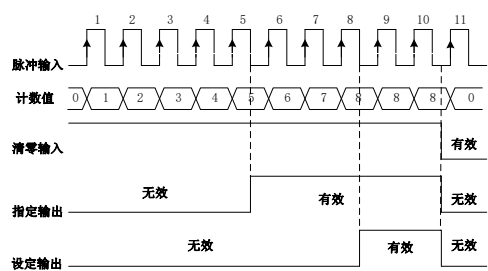 1 2 3 4 5 6 7 8 9 10 11
脉冲输入
计数值 0 1 2 3 4 5 6 7 8 8 8 0
清零输入 有效
指定输出 无效 有效 无效
设定输出 无效 有效 无效